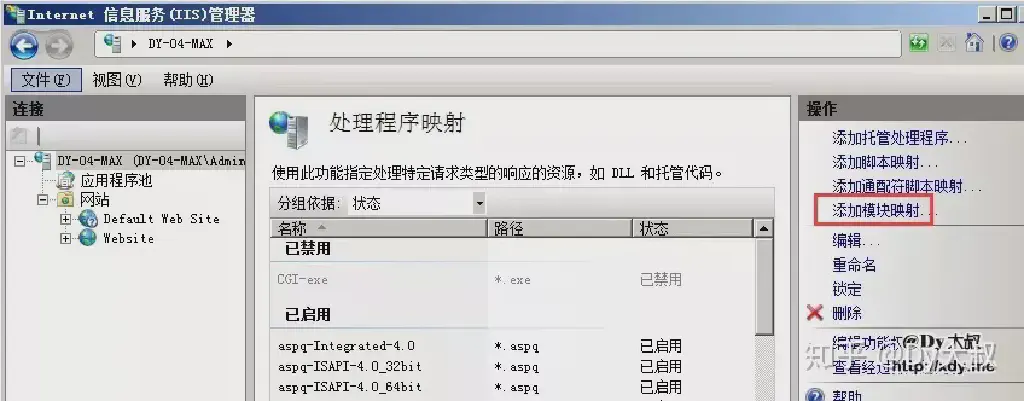 Internet 信息服务(IIS)管理器
DY-04-MAX
文件(F) 视图(V) 帮助(H)
连接
DY-04-MAX (DY-04-MAX\Admin
应用程序池
网站
Default Web Site
Website
处理程序映射
使用此功能指定处理特定请求类型的响应的资源,如 DLL 和托管代码。
分组依据: 状态
名称 路径 状态
已禁用
CGI-exe *.exe 已禁用
已启用
aspq-Integrated-4.0 *.aspq 已启用
aspq-ISAPI-4.0_32bit *.aspq 已启用
aspq-ISAPI-4.0_64bit *.aspq 已启用
操作
添加托管处理程序...
添加脚本映射...
添加通配符脚本映射...
添加模块映射...
编辑...
重命名
锁定
删除
编辑功能权
@Dy大叔
知乎 @Dy大叔
查看经过
帮助